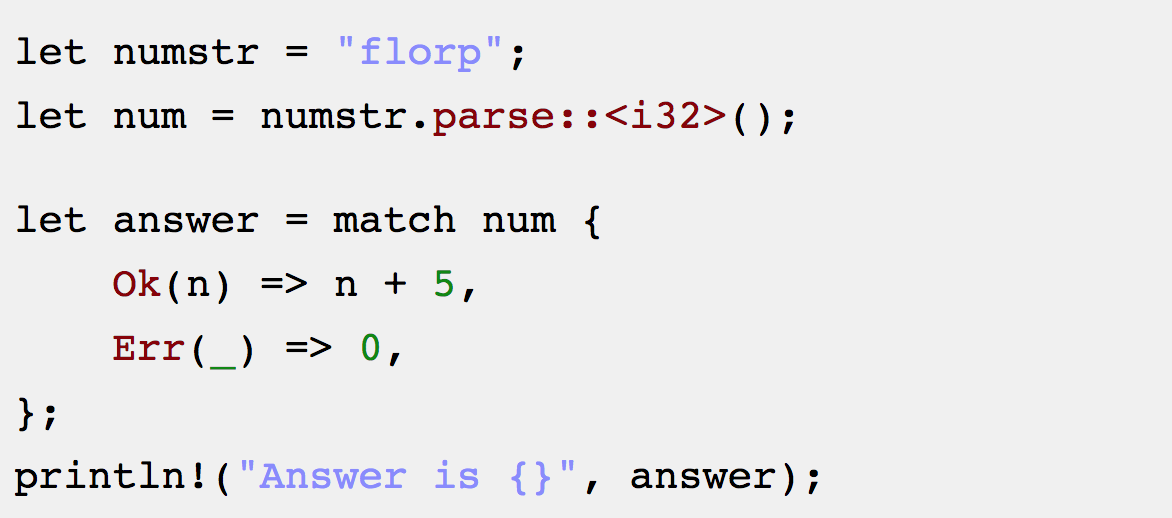 let numstr = "florp";
let num = numstr.parse::<i32>();
let answer = match num {
    Ok(n) => n + 5,
    Err(_) => 0,
};
println!("Answer is {}", answer);